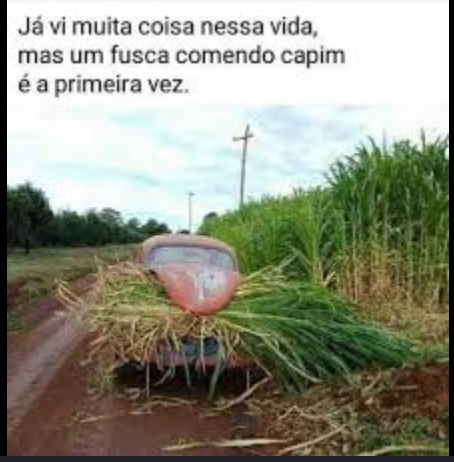 Já vi muita coisa nessa vida,
mas um fusca comendo capim
é a primeira vez.